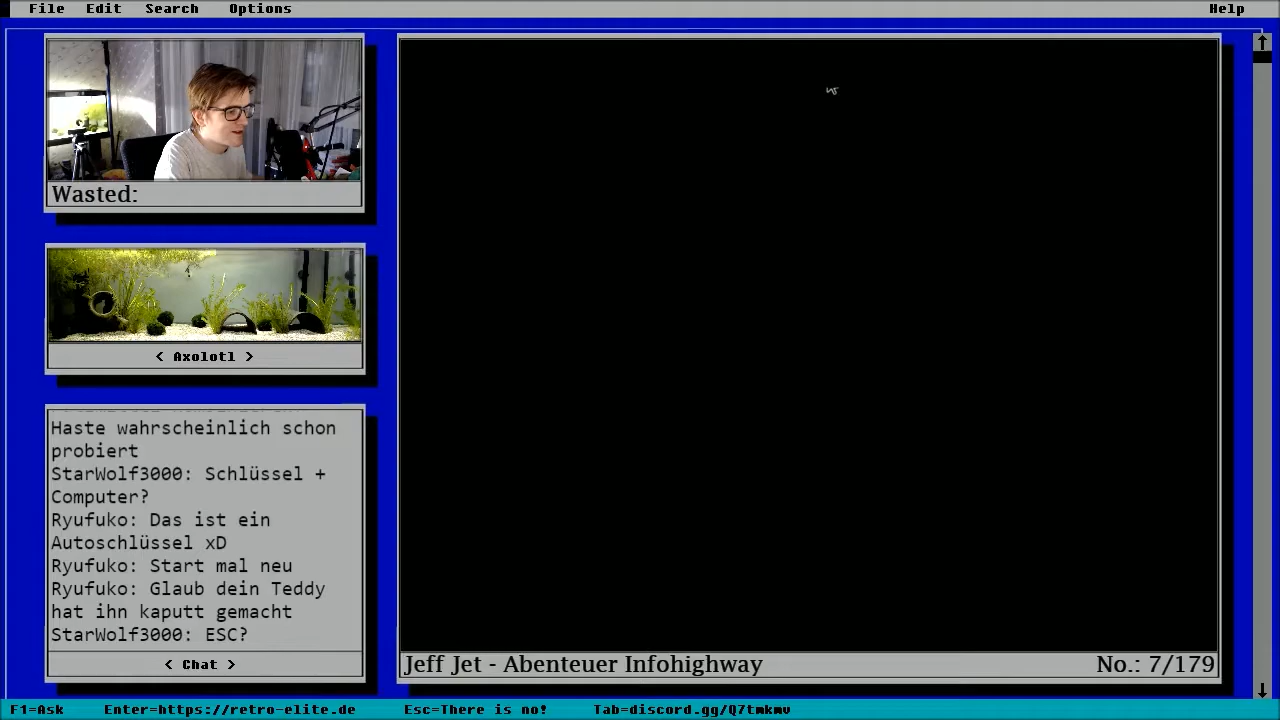 File Edit Search Options Help
Wasted:
< Axolotl >
Haste wahrscheinlich schon
probiert
StarWolf3000: Schlüssel +
Computer?
Ryufuko: Das ist ein
Autoschlüssel xD
Ryufuko: Start mal neu
Ryufuko: Glaub dein Teddy
hat ihn kaputt gemacht
StarWolf3000: ESC?
< Chat >
Jeff Jet - Abenteuer Infohighway No.: 7/179
F1=Ask Enter=https://retro-elite.de Esc=There is no! Tab=discord.gg/Q7tmkmv